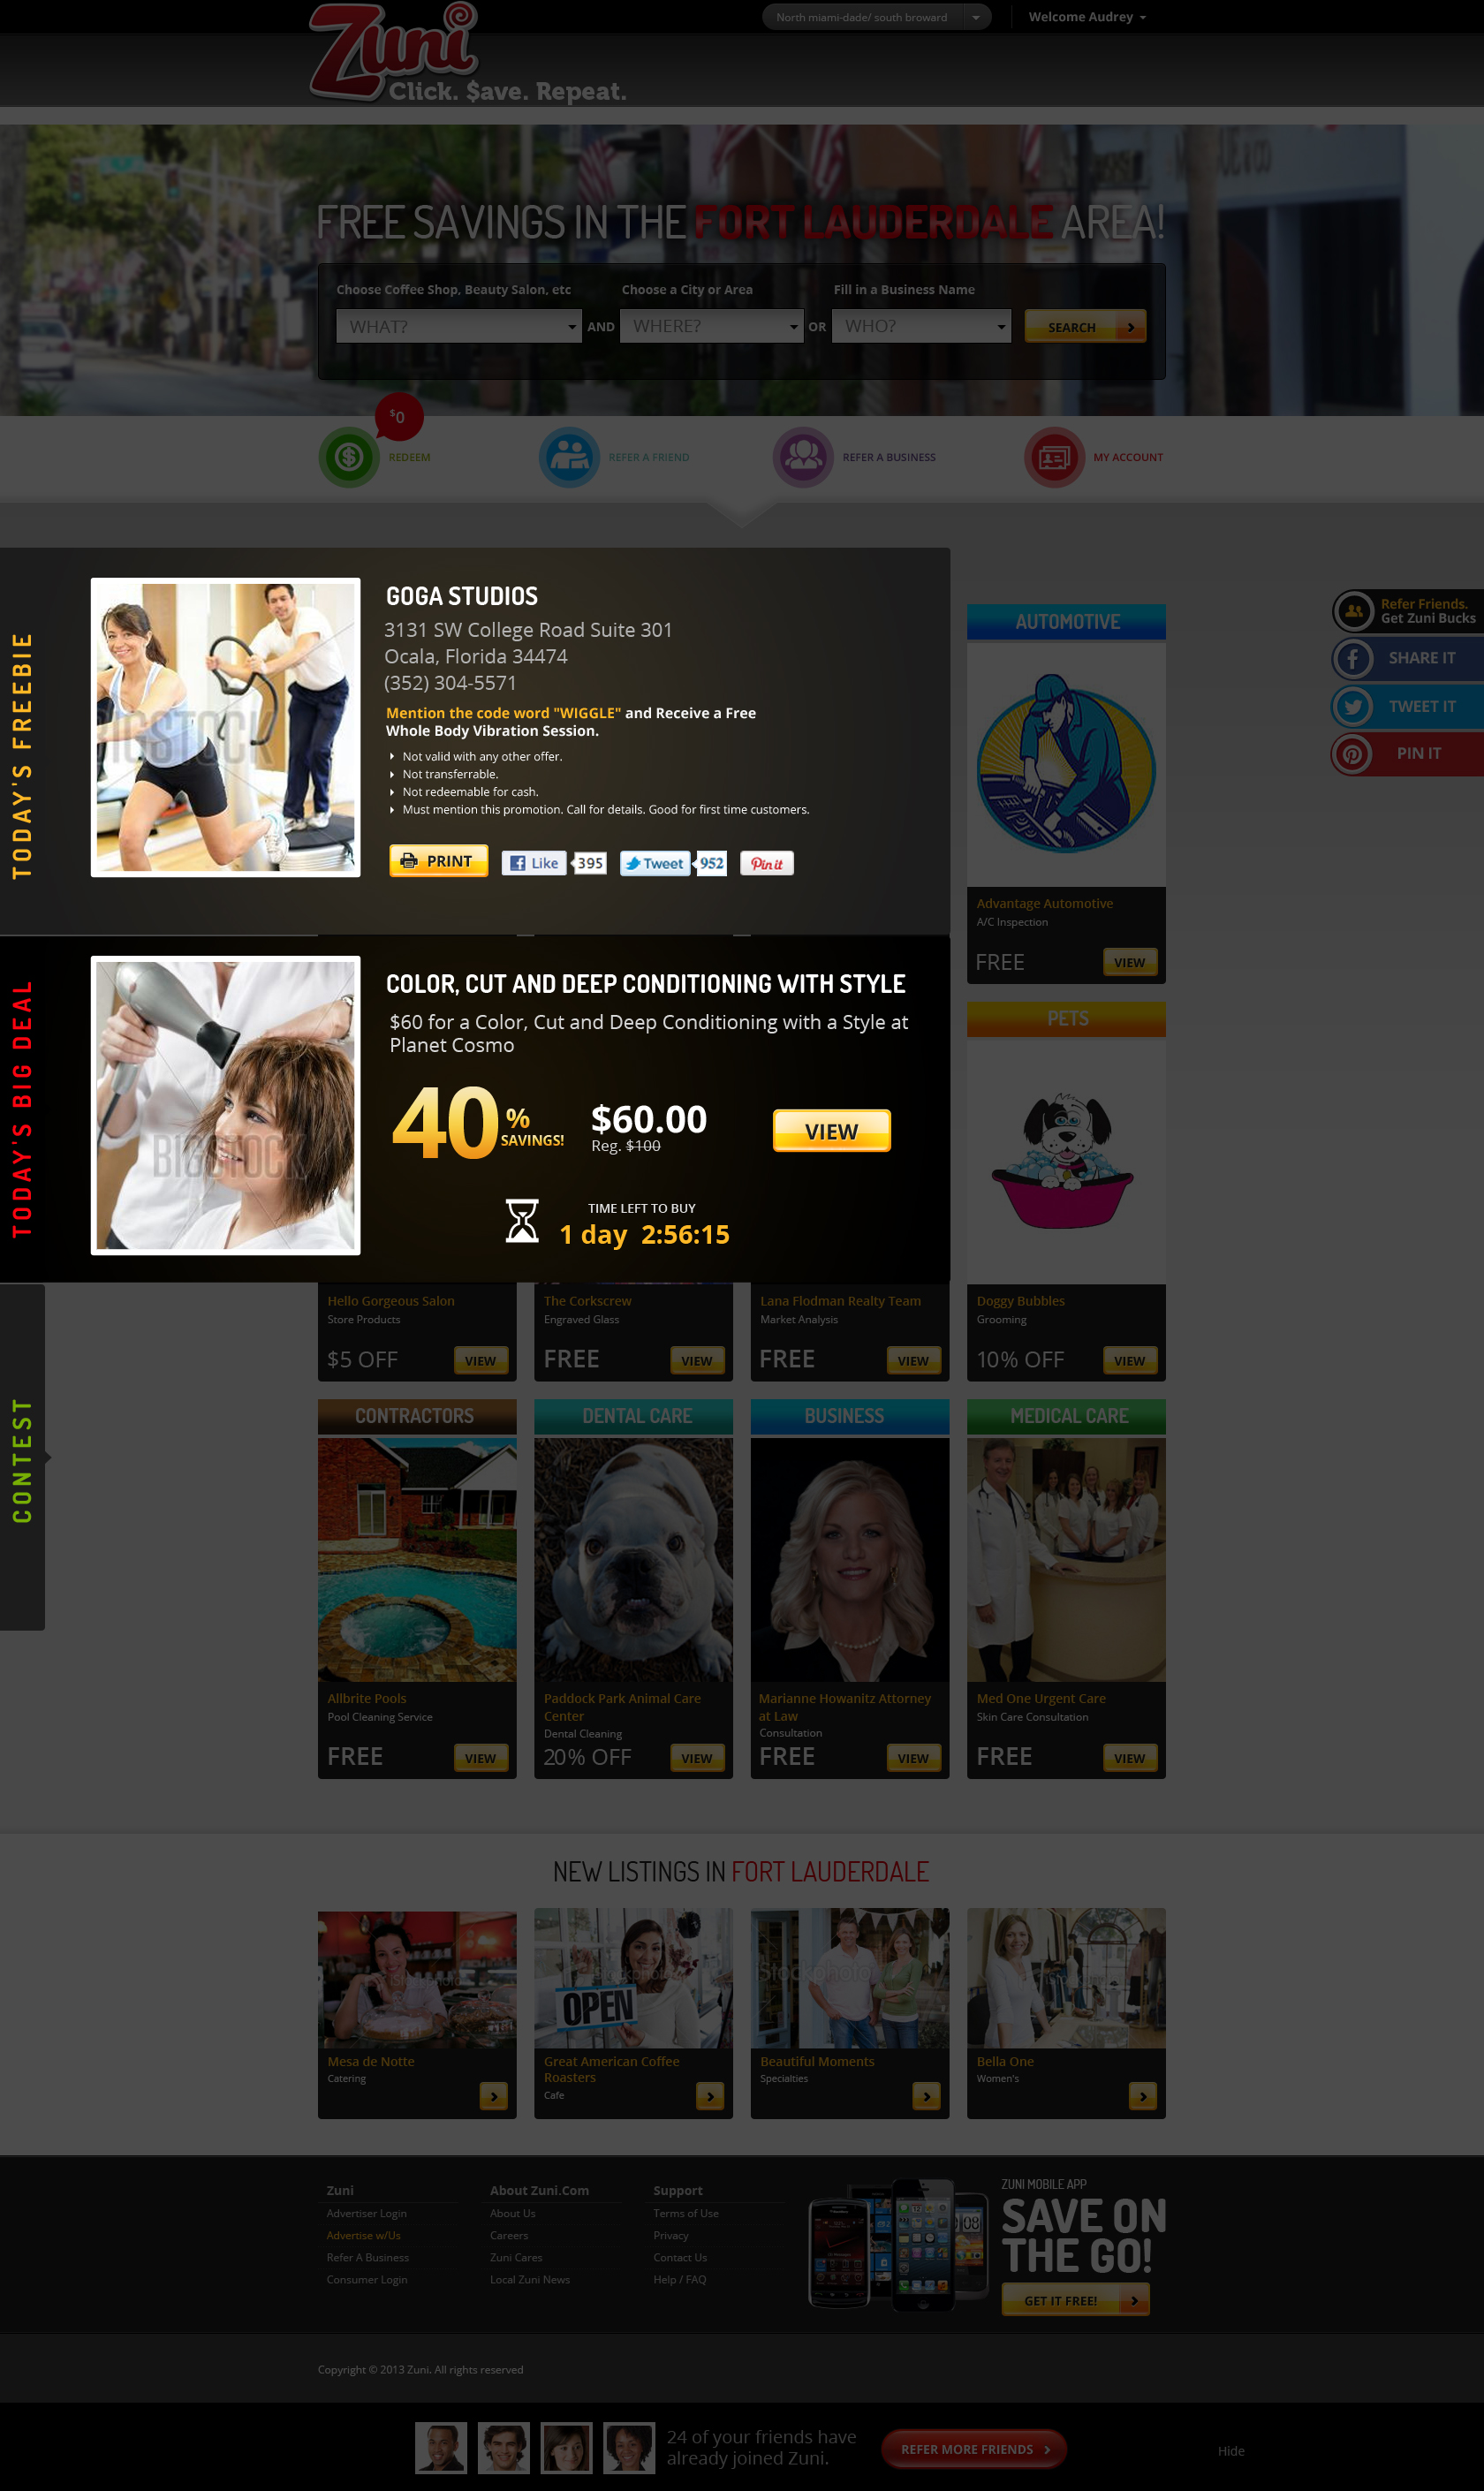 Zuni
Click. $ave. Repeat.
North miami-dade/ south broward
Welcome Audrey
FREE SAVINGS IN THE FORT LAUDERDALE AREA!
Choose Coffee Shop, Beauty Salon, etc
Choose a City or Area
Fill in a Business Name
WHAT?
AND
WHERE?
OR
WHO?
SEARCH
$0
REDEEM
REFER A FRIEND
REFER A BUSINESS
MY ACCOUNT
TODAY'S FREEBIE
GOGA STUDIOS
3131 SW College Road Suite 301
Ocala, Florida 34474
(352) 304-5571
Mention the code word "WIGGLE" and Receive a Free
Whole Body Vibration Session.
Not valid with any other offer.
Not transferrable.
Not redeemable for cash.
Must mention this promotion. Call for details. Good for first time customers.
PRINT
Like
395
Tweet
952
Pin it
BIGSTOCK
AUTOMOTIVE
Advantage Automotive
A/C Inspection
FREE
VIEW
Refer Friends.
Get Zuni Bucks
SHARE IT
TWEET IT
PIN IT
TODAY'S BIG DEAL
COLOR, CUT AND DEEP CONDITIONING WITH STYLE
$60 for a Color, Cut and Deep Conditioning with a Style at
Planet Cosmo
40%
SAVINGS!
$60.00
Reg. $100
VIEW
TIME LEFT TO BUY
1 day 2:56:15
BIGSTOCK
PETS
Doggy Bubbles
Grooming
10% OFF
VIEW
Hello Gorgeous Salon
Store Products
$5 OFF
VIEW
The Corkscrew
Engraved Glass
FREE
VIEW
Lana Flodman Realty Team
Market Analysis
FREE
VIEW
CONTEST
CONTRACTORS
Allbrite Pools
Pool Cleaning Service
FREE
VIEW
DENTAL CARE
Paddock Park Animal Care
Center
Dental Cleaning
20% OFF
VIEW
BUSINESS
Marianne Howanitz Attorney
at Law
Consultation
FREE
VIEW
MEDICAL CARE
Med One Urgent Care
Skin Care Consultation
FREE
VIEW
NEW LISTINGS IN FORT LAUDERDALE
iStockphoto
OPEN
iStockphoto
Mesa de Notte
Catering
Great American Coffee
Roasters
Cafe
Beautiful Moments
Specialties
Bella One
Women's
Zuni
Advertiser Login
Advertise w/Us
Refer A Business
Consumer Login
About Zuni.Com
About Us
Careers
Zuni Cares
Local Zuni News
Support
Terms of Use
Privacy
Contact Us
Help / FAQ
ZUNI MOBILE APP
SAVE ON
THE GO!
GET IT FREE!
Copyright © 2013 Zuni. All rights reserved
24 of your friends have
already joined Zuni.
REFER MORE FRIENDS
Hide